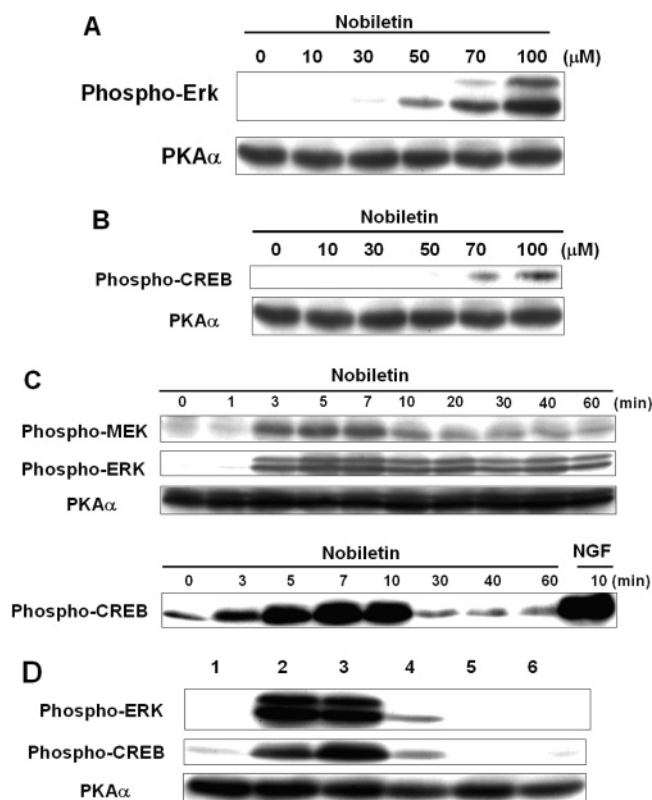 A
Nobiletin
0 10 30 50 70 100 (μM)
Phospho-Erk
PKAα
B
Nobiletin
0 10 30 50 70 100 (μM)
Phospho-CREB
PKAα
C
Nobiletin
0 1 3 5 7 10 20 30 40 60 (min)
Phospho-MEK
Phospho-ERK
PKAα
Nobiletin NGF
0 3 5 7 10 30 40 60 10 (min)
Phospho-CREB
D
1 2 3 4 5 6
Phospho-ERK
Phospho-CREB
PKAα